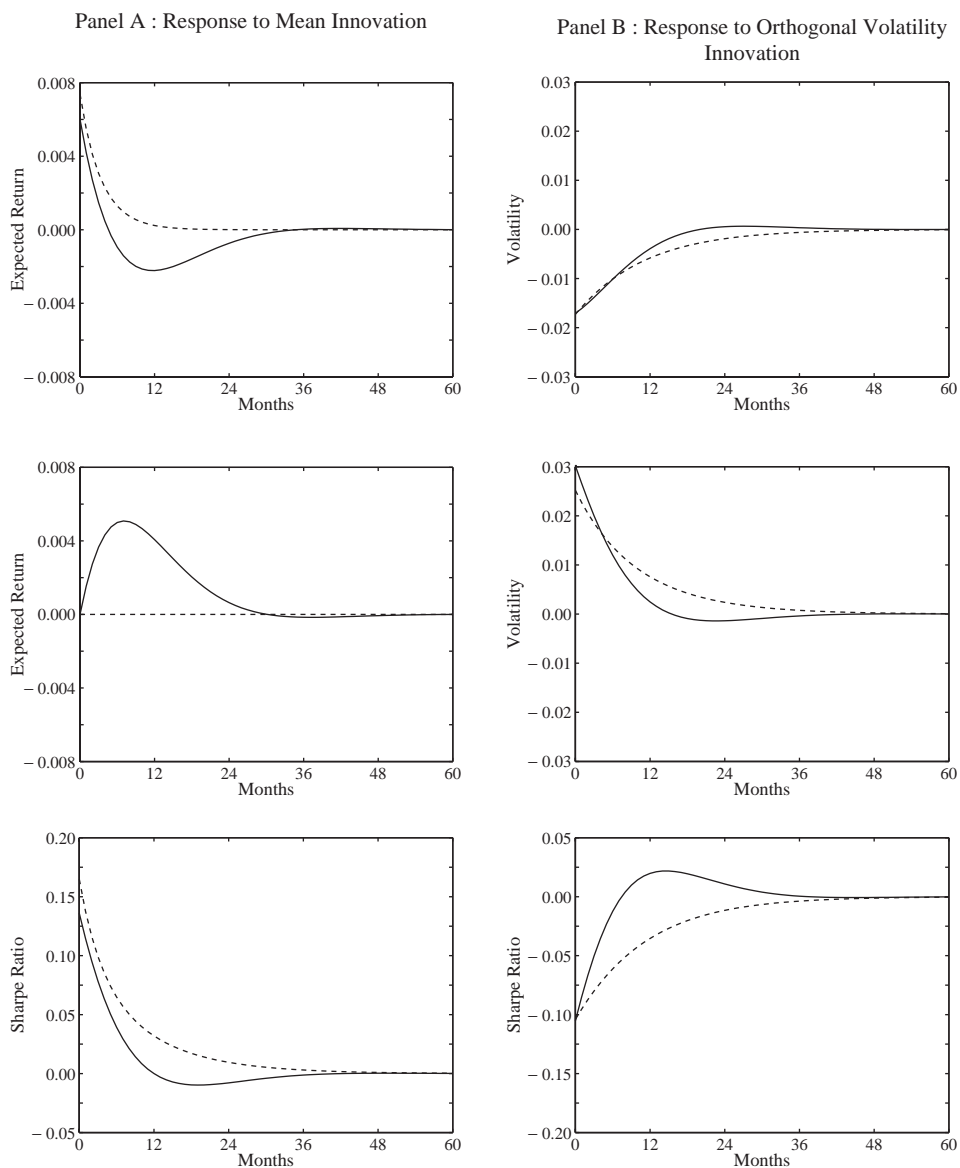 Panel A : Response to Mean Innovation
Panel B : Response to Orthogonal Volatility
Innovation
0.008
0.004
0.000
−0.004
−0.008
Expected Return
0 12 24 36 48 60
Months
0.03
0.02
0.01
0.00
−0.01
−0.02
−0.03
Volatility
0 12 24 36 48 60
Months
0.008
0.004
0.000
−0.004
−0.008
Expected Return
0 12 24 36 48 60
Months
0.03
0.02
0.01
0.00
−0.01
−0.02
−0.03
Volatility
0 12 24 36 48 60
Months
0.20
0.15
0.10
0.05
0.00
−0.05
Sharpe Ratio
0 12 24 36 48 60
Months
0.05
0.00
−0.05
−0.10
−0.15
−0.20
Sharpe Ratio
0 12 24 36 48 60
Months